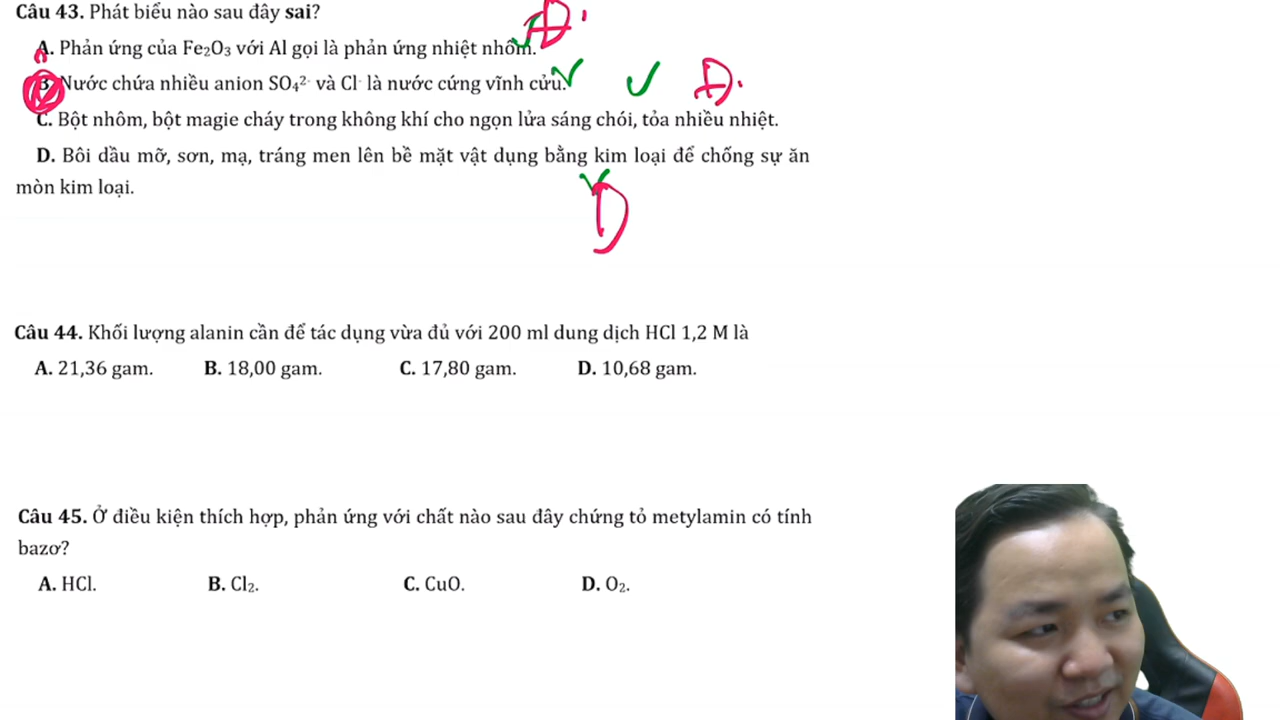 Câu 43. Phát biểu nào sau đây sai?
A. Phản ứng của Fe₂O₃ với Al gọi là phản ứng nhiệt nhôm.
B. Nước chứa nhiều anion SO₄²⁻ và Cl⁻ là nước cứng vĩnh cửu.
C. Bột nhôm, bột magie cháy trong không khí cho ngọn lửa sáng chói, tỏa nhiều nhiệt.
D. Bôi dầu mỡ, sơn, mạ, tráng men lên bề mặt vật dụng bằng kim loại để chống sự ăn
mòn kim loại.
Câu 44. Khối lượng alanin cần để tác dụng vừa đủ với 200 ml dung dịch HCl 1,2 M là
A. 21,36 gam. B. 18,00 gam. C. 17,80 gam. D. 10,68 gam.
Câu 45. Ở điều kiện thích hợp, phản ứng với chất nào sau đây chứng tỏ metylamin có tính
bazơ?
A. HCl. B. Cl₂. C. CuO. D. O₂.